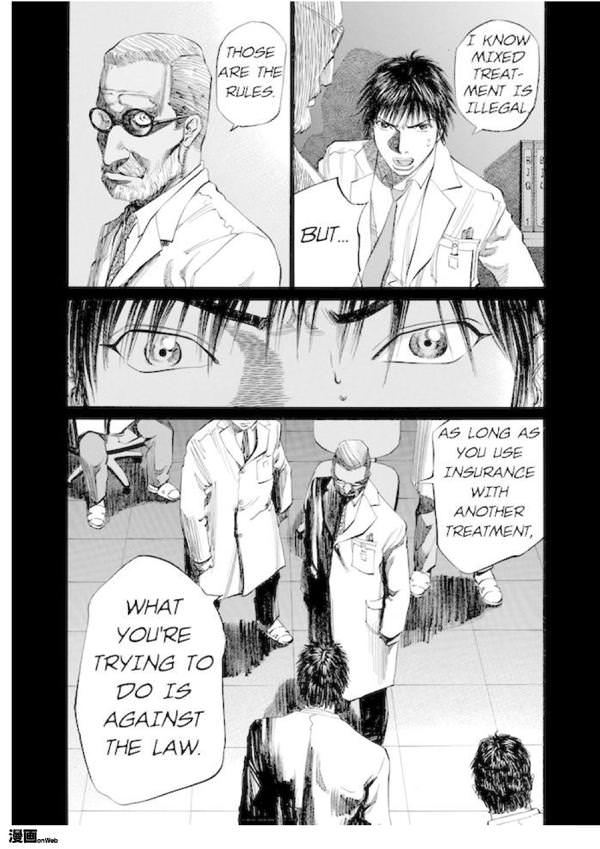 I KNOW
MIXED
TREAT-
MENT IS
ILLEGAL.
BUT...
THOSE
ARE THE
RULES.
AS LONG AS
YOU USE
INSURANCE
WITH
ANOTHER
TREATMENT,
WHAT
YOU'RE
TRYING TO
DO IS
AGAINST
THE LAW.
漫画onWeb